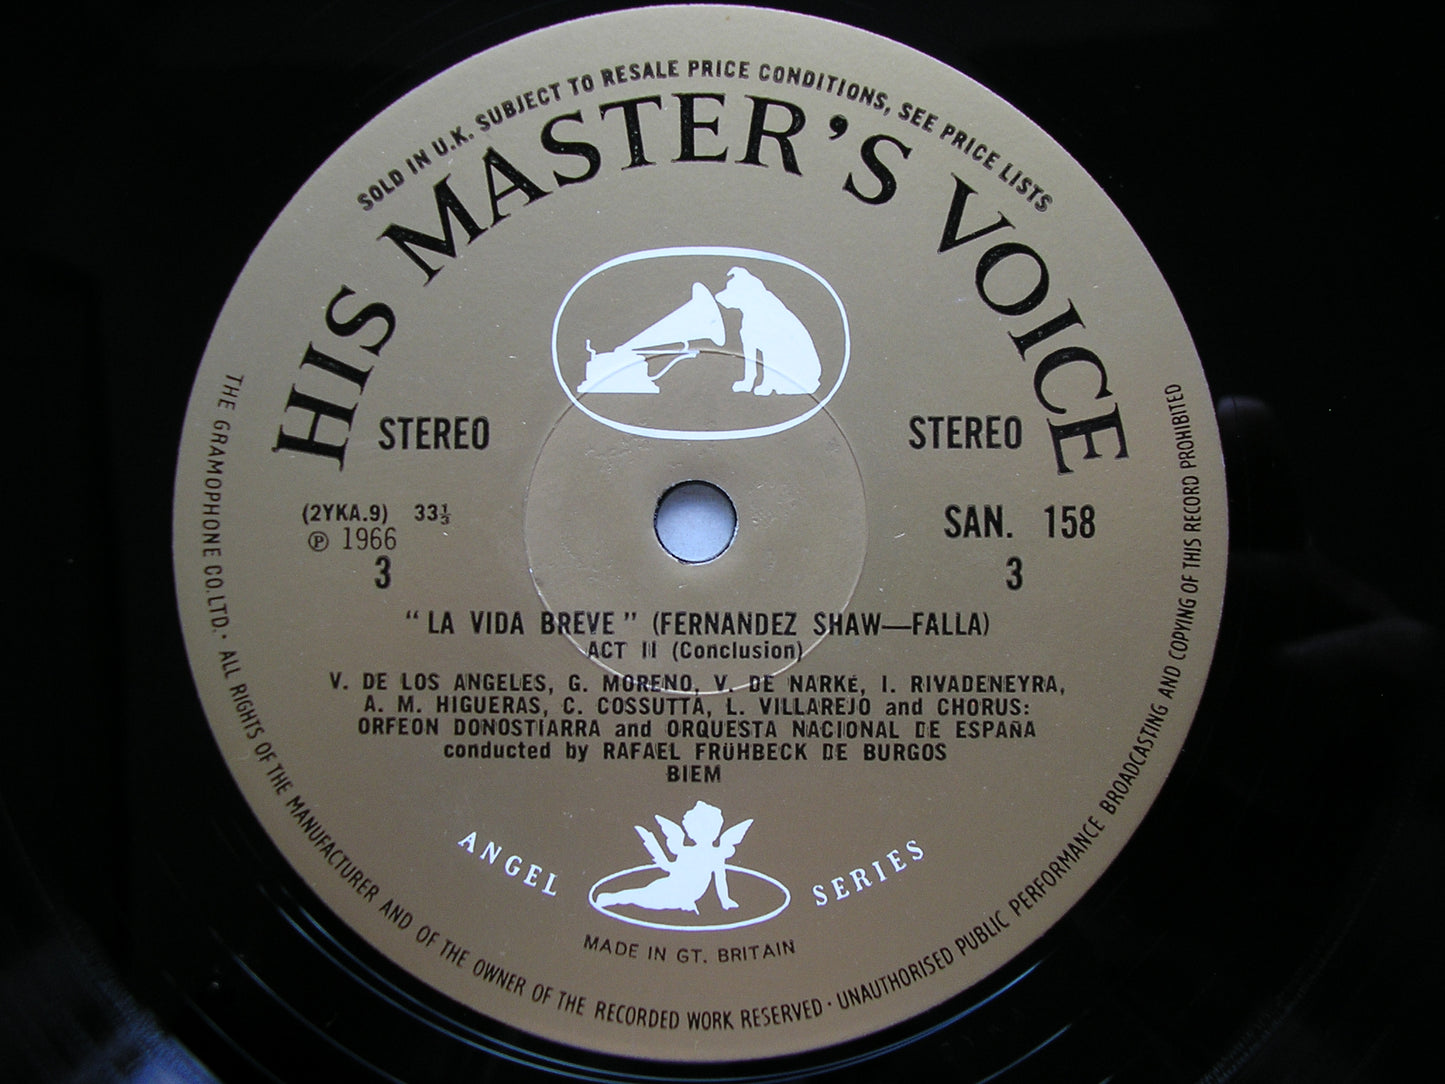 SOLD IN U.K. SUBJECT TO RESALE PRICE CONDITIONS, SEE PRICE LISTS
HIS MASTER'S VOICE
STEREO STEREO
(2YKA.9) 33⅓ SAN. 158
℗ 1966
3 3
"LA VIDA BREVE" (FERNANDEZ SHAW—FALLA)
ACT II (Conclusion)
V. DE LOS ANGELES, G. MORENO, V. DE NARKÉ, I. RIVADENEYRA,
A. M. HIGUERAS, C. COSSUTTA, L. VILLAREJO and CHORUS:
ORFEON DONOSTIARRA and ORQUESTA NACIONAL DE ESPAÑA
conducted by RAFAEL FRÜHBECK DE BURGOS
BIEM
ANGEL SERIES
MADE IN GT. BRITAIN
THE GRAMOPHONE CO. LTD. · ALL RIGHTS OF THE MANUFACTURER AND OF THE OWNER OF THE RECORDED WORK RESERVED · UNAUTHORISED PUBLIC PERFORMANCE BROADCASTING AND COPYING OF THIS RECORD PROHIBITED